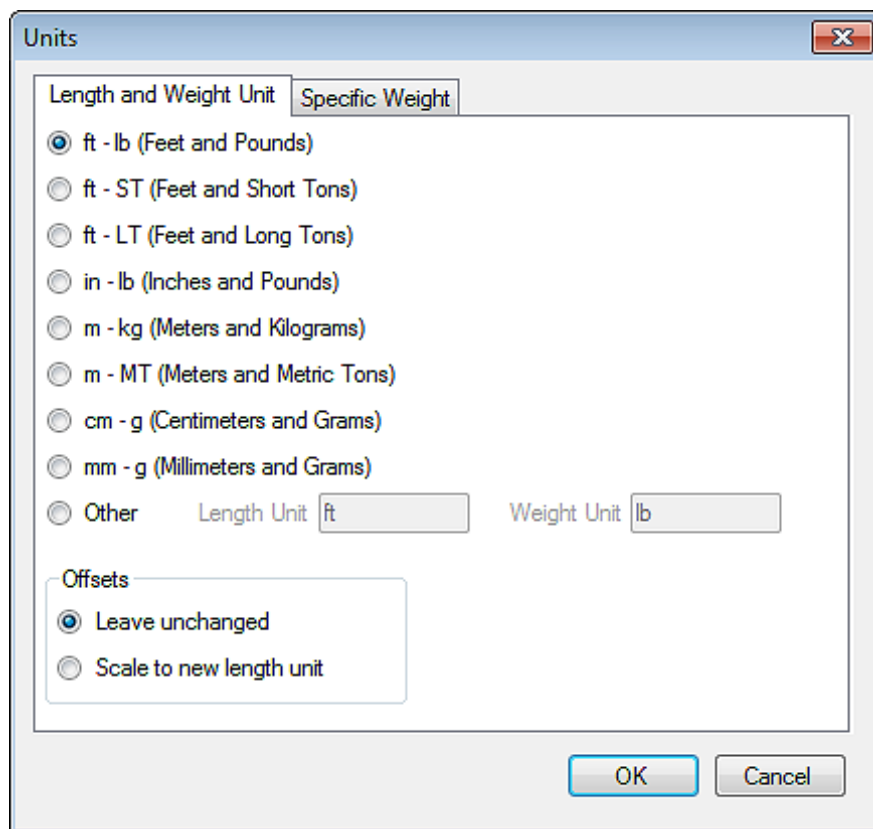 Units
Length and Weight Unit Specific Weight
ft - lb (Feet and Pounds)
ft - ST (Feet and Short Tons)
ft - LT (Feet and Long Tons)
in - lb (Inches and Pounds)
m - kg (Meters and Kilograms)
m - MT (Meters and Metric Tons)
cm - g (Centimeters and Grams)
mm - g (Millimeters and Grams)
Other Length Unit ft Weight Unit lb
Offsets
Leave unchanged
Scale to new length unit
OK Cancel